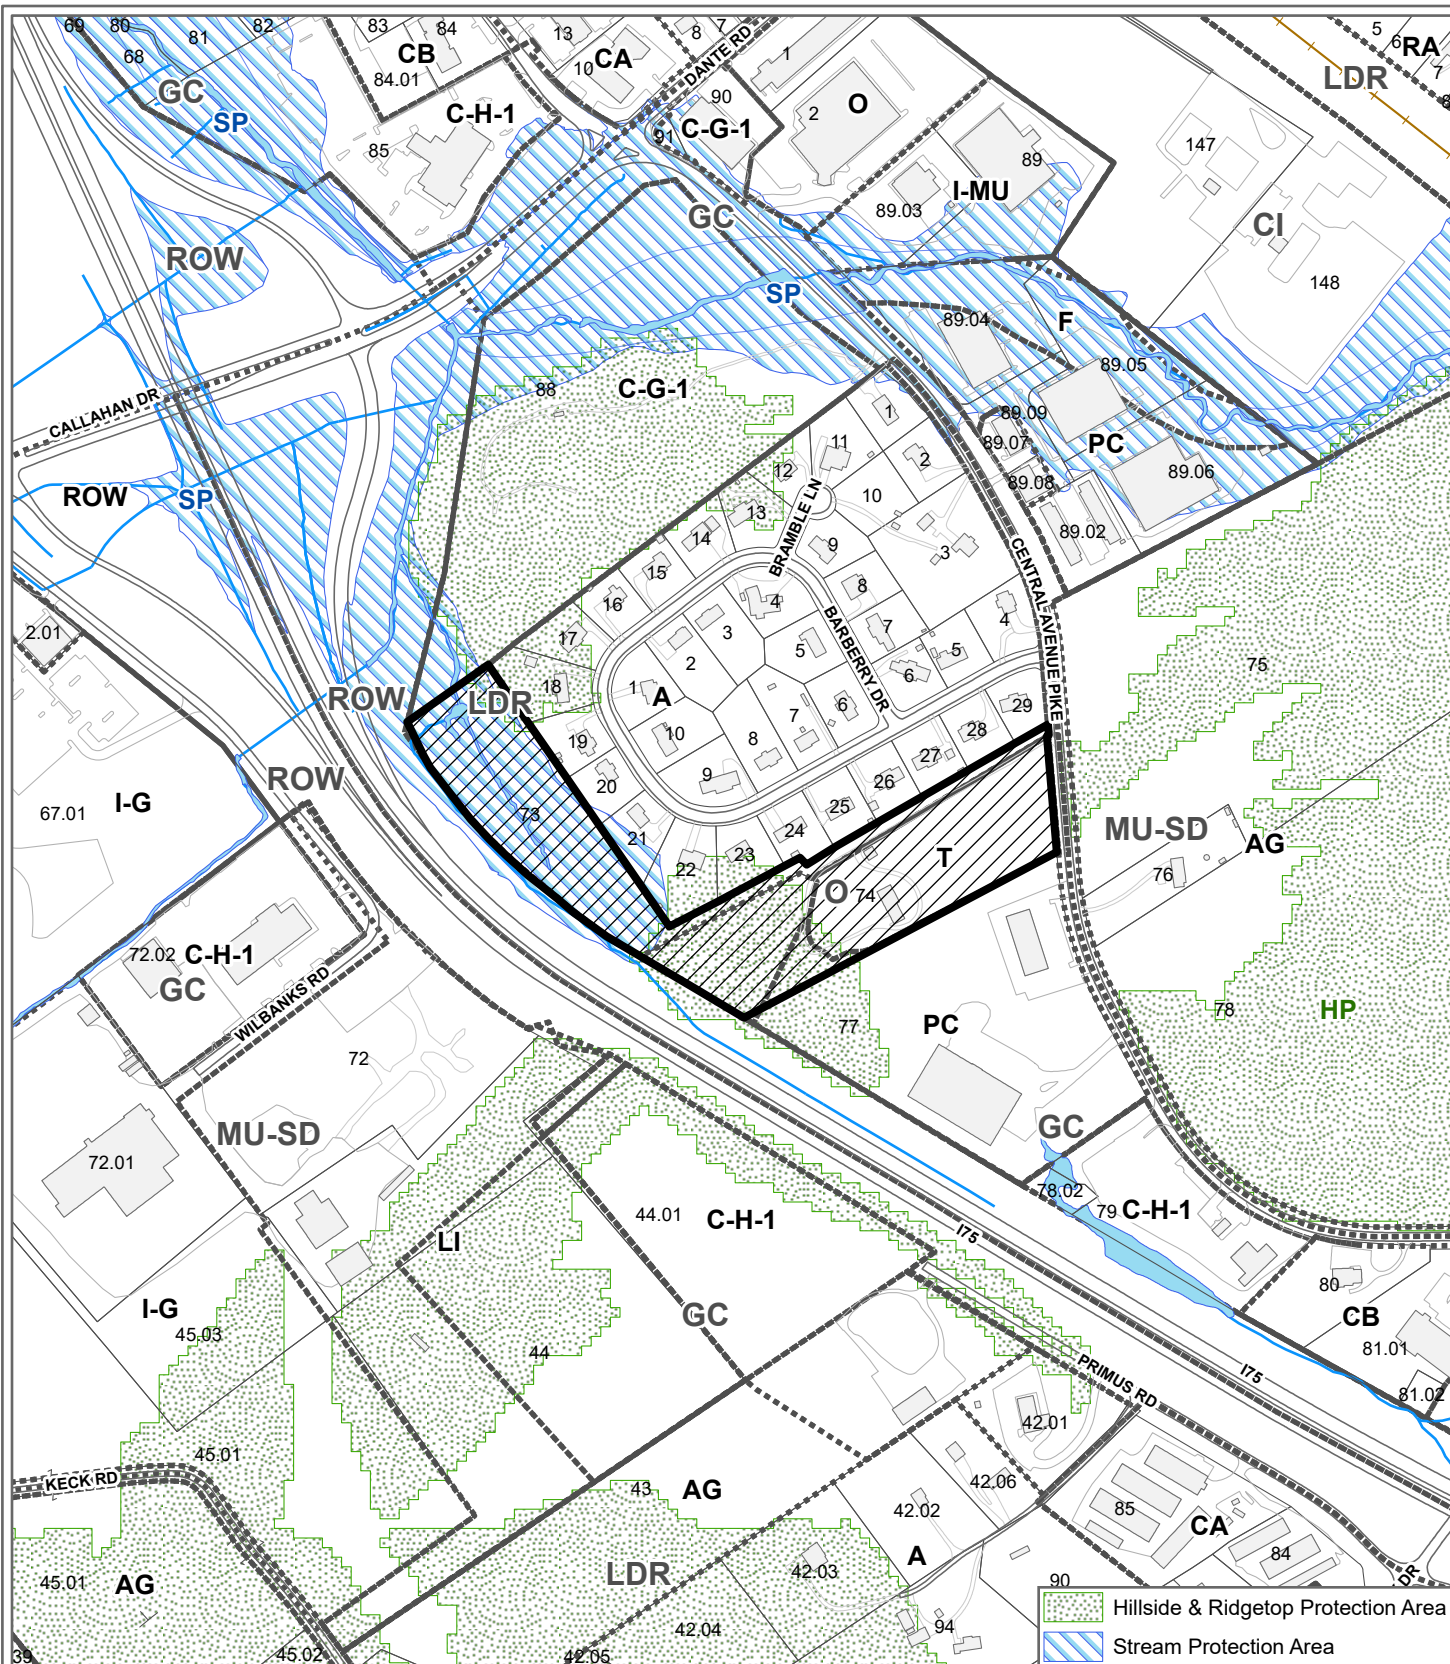 69
80
82
83
84
13
8
7
5
6
RA
68
81
CB
10
CA
DANTE RD
1
LDR
7
8
84.01
GC
90
2
O
SP
C-H-1
C-G-1
91
147
85
89
I-MU
89.03
GC
CI
ROW
SP
148
89.04
F
88
C-G-1
89.05
CALLAHAN DR
1
89.09
89.07
PC
11
2
12
89.06
89.08
ROW
SP
10
BRAMBLE LN
13
89.02
14
9
3
CENTRAL AVENUE PIKE
15
8
16
4
BARBERRY DR
4
3
7
2.01
17
5
5
75
2
6
18
1
A
ROW
LDR
6
29
7
28
19
10
8
27
ROW
20
9
26
67.01
I-G
73
25
21
24
MU-SD
AG
23
22
T
76
O
74
72.02
C-H-1
GC
WILBANKS RD
78
HP
77
PC
72
MU-SD
GC
72.01
78.02
79
C-H-1
44.01
C-H-1
I75
LI
80
I-G
GC
CB
45.03
81.01
44
PRIMUS RD
I75
81.02
42.01
45.01
KECK RD
43
AG
42.06
42.02
85
CA
A
84
LDR
42.03
45.01
AG
90
DR
Hillside & Ridgetop Protection Area
42.04
94
Stream Protection Area
39
45.02
42.05